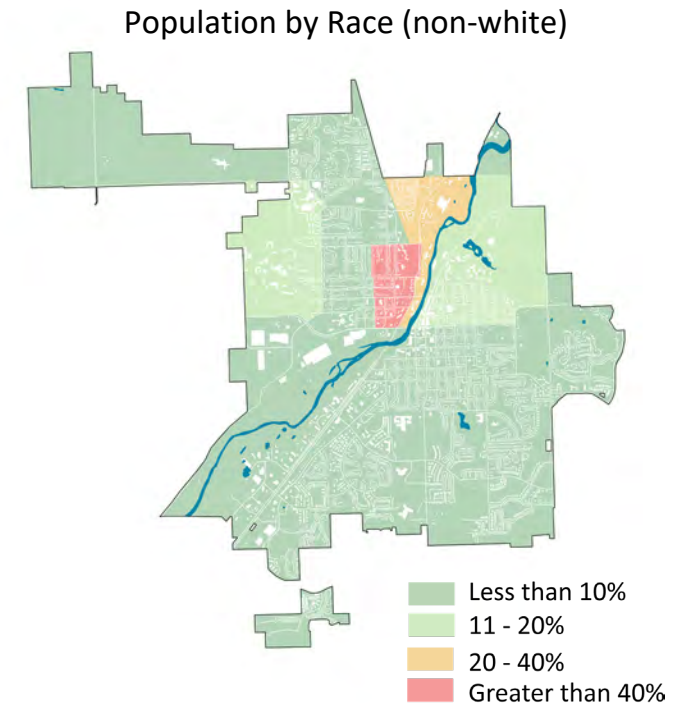 Population by Race (non-white)
Less than 10%
11 - 20%
20 - 40%
Greater than 40%